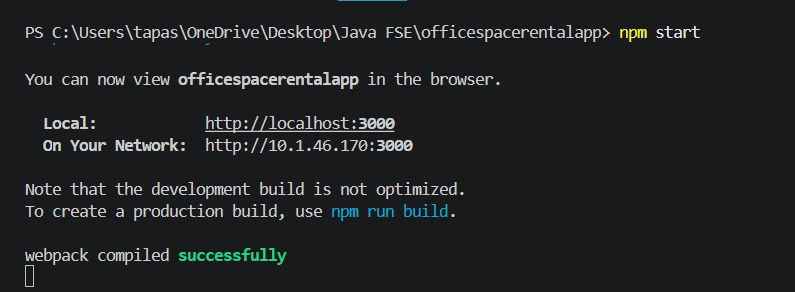 PS C:\Users\tapas\OneDrive\Desktop\Java FSE\officespacerentalapp> npm start
You can now view officespacerentalapp in the browser.
Local: http://localhost:3000
On Your Network: http://10.1.46.170:3000
Note that the development build is not optimized.
To create a production build, use npm run build.
webpack compiled successfully